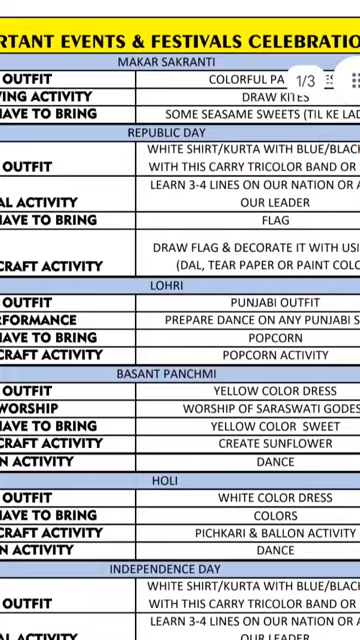 RTANT EVENTS & FESTIVALS CELEBRATIO
MAKAR SAKRANTI
OUTFIT COLORFUL PA
1/3
ING ACTIVITY DRAW KITES
HAVE TO BRING SOME SEASAME SWEETS (TIL KE LAD
REPUBLIC DAY
OUTFIT WHITE SHIRT/KURTA WITH BLUE/BLAC
WITH THIS CARRY TRICOLOR BAND OR
AL ACTIVITY LEARN 3-4 LINES ON OUR NATION OR A
OUR LEADER
HAVE TO BRING FLAG
CRAFT ACTIVITY DRAW FLAG & DECORATE IT WITH USI
(DAL, TEAR PAPER OR PAINT COLO
LOHRI
OUTFIT PUNJABI OUTFIT
RFORMANCE PREPARE DANCE ON ANY PUNJABI S
HAVE TO BRING POPCORN
CRAFT ACTIVITY POPCORN ACTIVITY
BASANT PANCHMI
OUTFIT YELLOW COLOR DRESS
WORSHIP WORSHIP OF SARASWATI GODES
HAVE TO BRING YELLOW COLOR SWEET
CRAFT ACTIVITY CREATE SUNFLOWER
N ACTIVITY DANCE
HOLI
OUTFIT WHITE COLOR DRESS
HAVE TO BRING COLORS
CRAFT ACTIVITY PICHKARI & BALLON ACTIVITY
N ACTIVITY DANCE
INDEPENDENCE DAY
OUTFIT WHITE SHIRT/KURTA WITH BLUE/BLAC
WITH THIS CARRY TRICOLOR BAND OR
AL ACTIVITY LEARN 3-4 LINES ON OUR NATION OR A
OUR LEADER